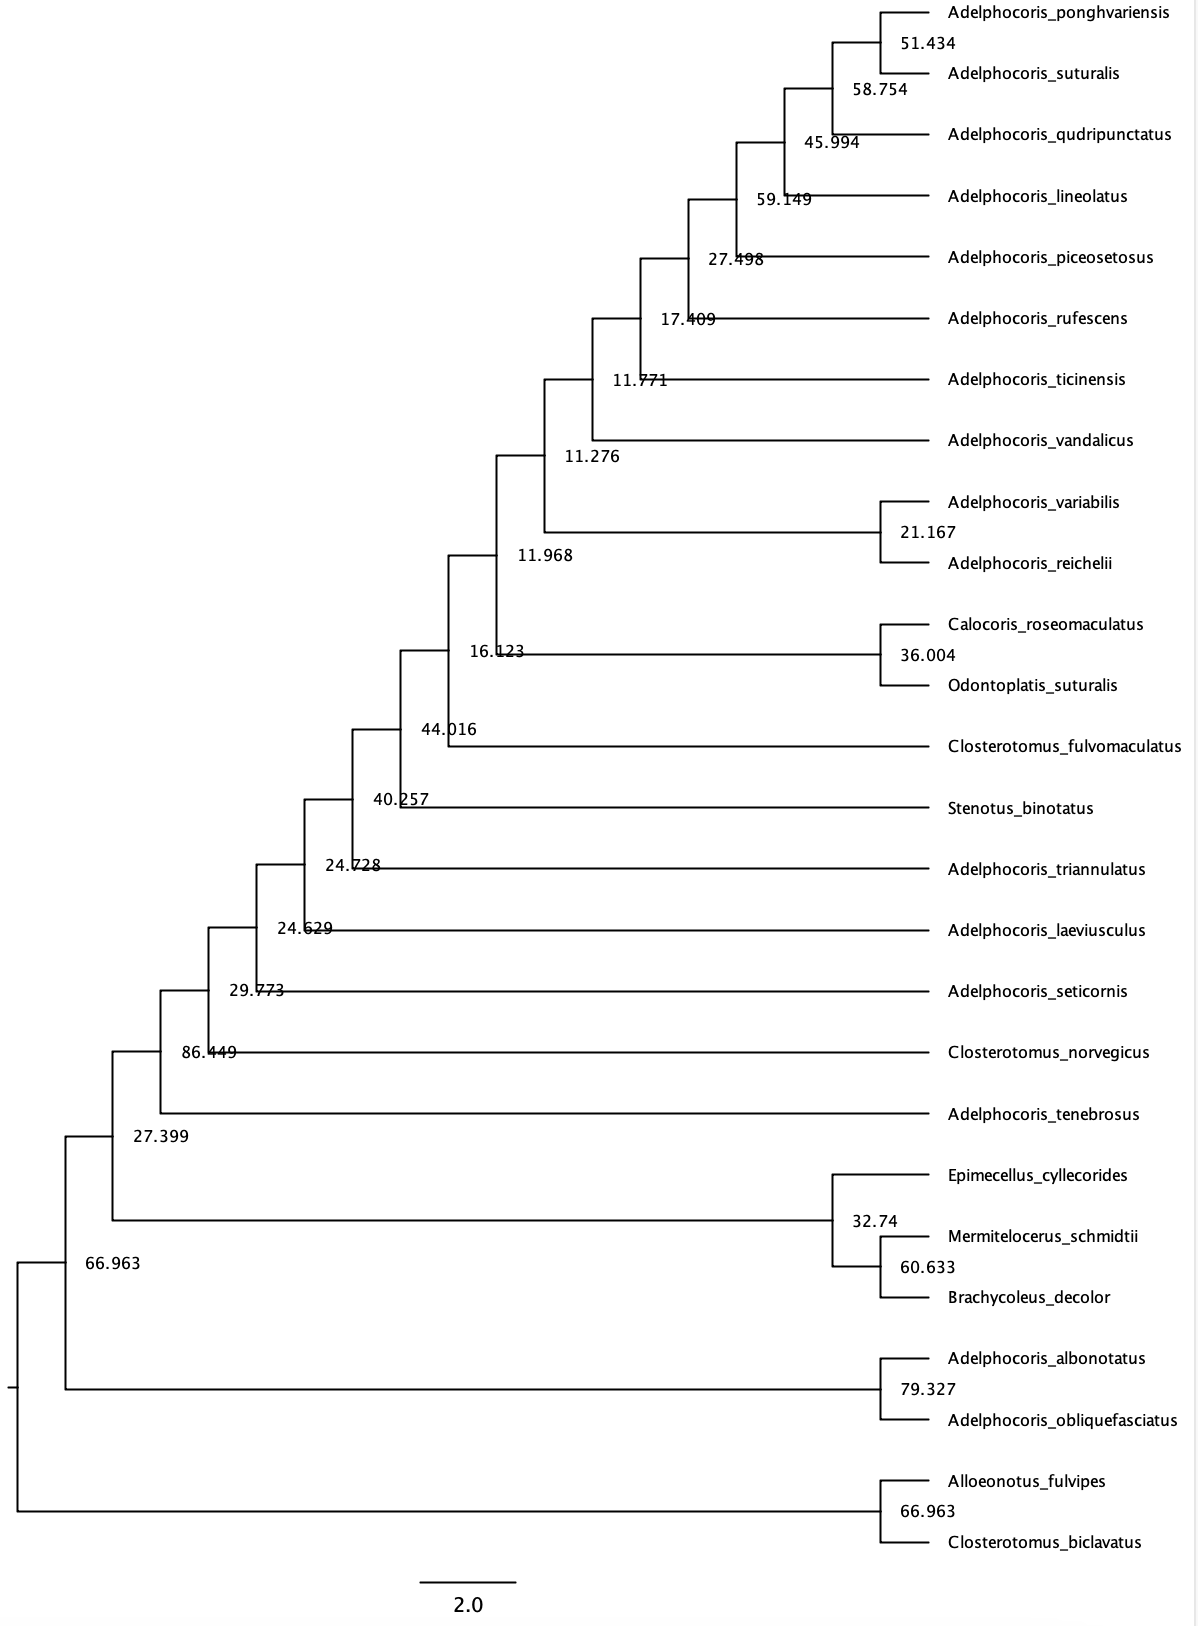 Adelphocoris_ponghvariensis
51.434
Adelphocoris_suturalis
58.754
Adelphocoris_qudripunctatus
45.994
Adelphocoris_lineolatus
59.149
Adelphocoris_piceosetosus
27.498
Adelphocoris_rufescens
17.409
Adelphocoris_ticinensis
11.771
Adelphocoris_vandalicus
11.276
Adelphocoris_variabilis
21.167
Adelphocoris_reichelii
11.968
Calocoris_roseomaculatus
16.123
36.004
Odontoplatis_suturalis
44.016
Closterotomus_fulvomaculatus
40.257
Stenotus_binotatus
24.728
Adelphocoris_triannulatus
24.629
Adelphocoris_laeviusculus
29.773
Adelphocoris_seticornis
86.449
Closterotomus_norvegicus
Adelphocoris_tenebrosus
27.399
Epimecellus_cyllecorides
32.74
Mermitelocerus_schmidtii
66.963
60.633
Brachycoleus_decolor
Adelphocoris_albonotatus
79.327
Adelphocoris_obliquefasciatus
Alloeonotus_fulvipes
66.963
Closterotomus_biclavatus
2.0